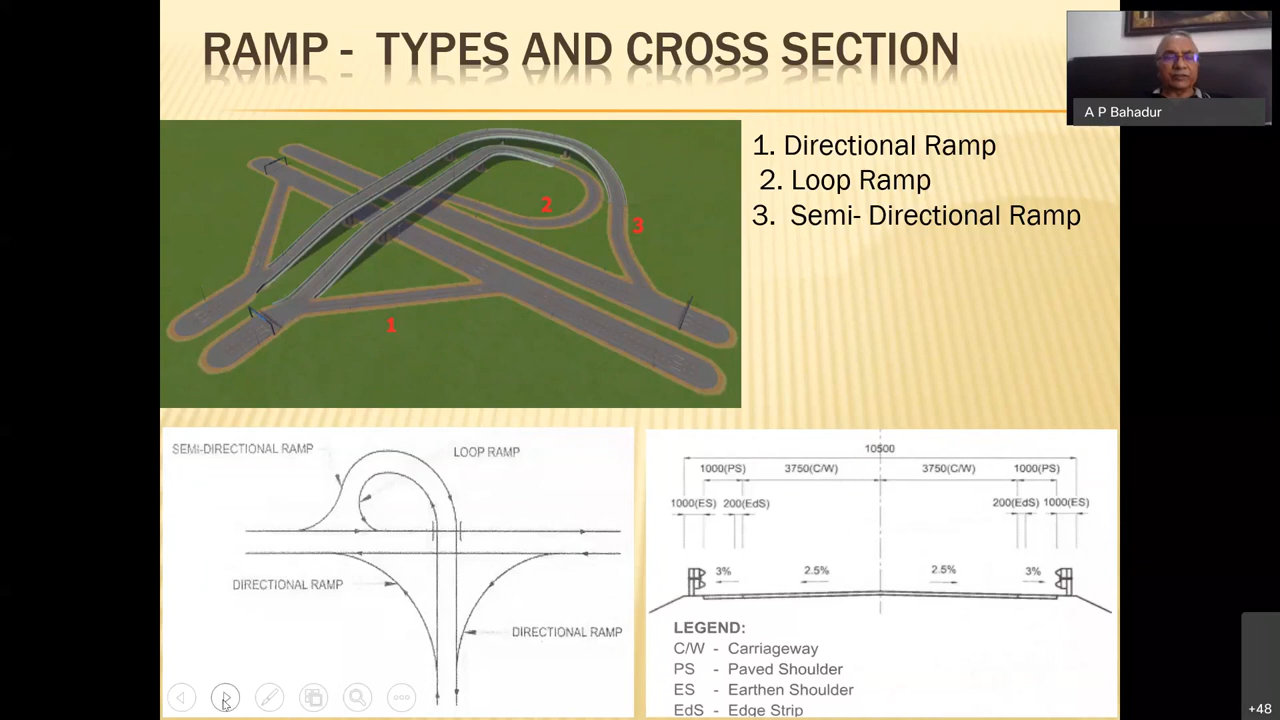 RAMP - TYPES AND CROSS SECTION
A P Bahadur
1. Directional Ramp
2. Loop Ramp
3. Semi- Directional Ramp
2
3
1
SEMI-DIRECTIONAL RAMP
LOOP RAMP
DIRECTIONAL RAMP
DIRECTIONAL RAMP
10500
1000(PS) 3750(C/W) 3750(C/W) 1000(PS)
1000(ES) 200(EdS) 200(EdS) 1000(ES)
3% 2.5% 2.5% 3%
LEGEND:
C/W - Carriageway
PS - Paved Shoulder
ES - Earthen Shoulder
EdS - Edge Strip
+48